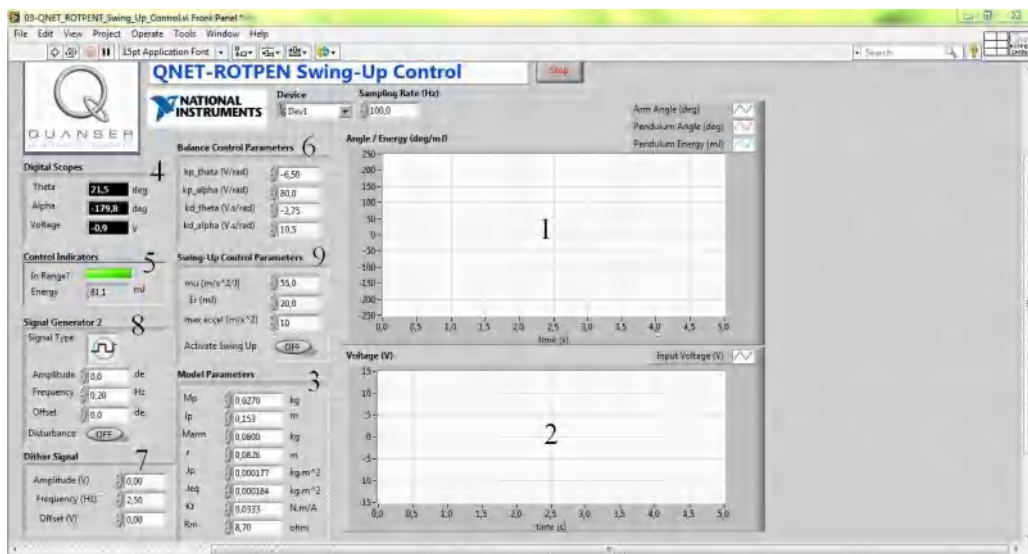 03-QNET_ROTPENT_Swing_Up_Control.vi Front Panel *
File Edit View Project Operate Tools Window Help
15pt Application Font
Search
QUANSER
QNET-ROTPEN Swing-Up Control
Stop
NATIONAL INSTRUMENTS
Device
Dev1
Sampling Rate (Hz)
100,0
Digital Scopes 4
Theta 21,5 deg
Alpha -179,8 deg
Voltage -0,9 V
Control Indicators 5
In Range?
Energy 81,1 mJ
Signal Generator 2 8
Signal Type
Amplitude 0,0 de
Frequency 0,20 Hz
Offset 0,0 de
Disturbance OFF
Dither Signal 7
Amplitude (V) 0,00
Frequency (Hz) 2,50
Offset (V) 0,00
Balance Control Parameters 6
kp_theta (V/rad) -6,50
kp_alpha (V/rad) 80,0
kd_theta (V.s/rad) -2,75
kd_alpha (V.s/rad) 10,5
Swing-Up Control Parameters 9
mu (m/s^2/J) 55,0
Er (mJ) 20,0
max accel (m/s^2) 10
Activate Swing Up OFF
Model Parameters 3
Mp 0,0270 kg
lp 0,153 m
Marm 0,0800 kg
r 0,0826 m
Jp 0,000177 kg.m^2
Jeq 0,000184 kg.m^2
Kt 0,0333 N.m/A
Rm 8,70 ohm
Arm Angle (deg)
Pendulum Angle (deg)
Pendulum Energy (mJ)
Angle / Energy (deg/mJ)
250
200
150
100
50
0
-50
-100
-150
-200
-250
1
0,0 0,5 1,0 1,5 2,0 2,5 3,0 3,5 4,0 4,5 5,0
time (s)
Voltage (V)
Input Voltage (V)
15
10
5
0
-5
-10
-15
2
0,0 0,5 1,0 1,5 2,0 2,5 3,0 3,5 4,0 4,5 5,0
time (s)